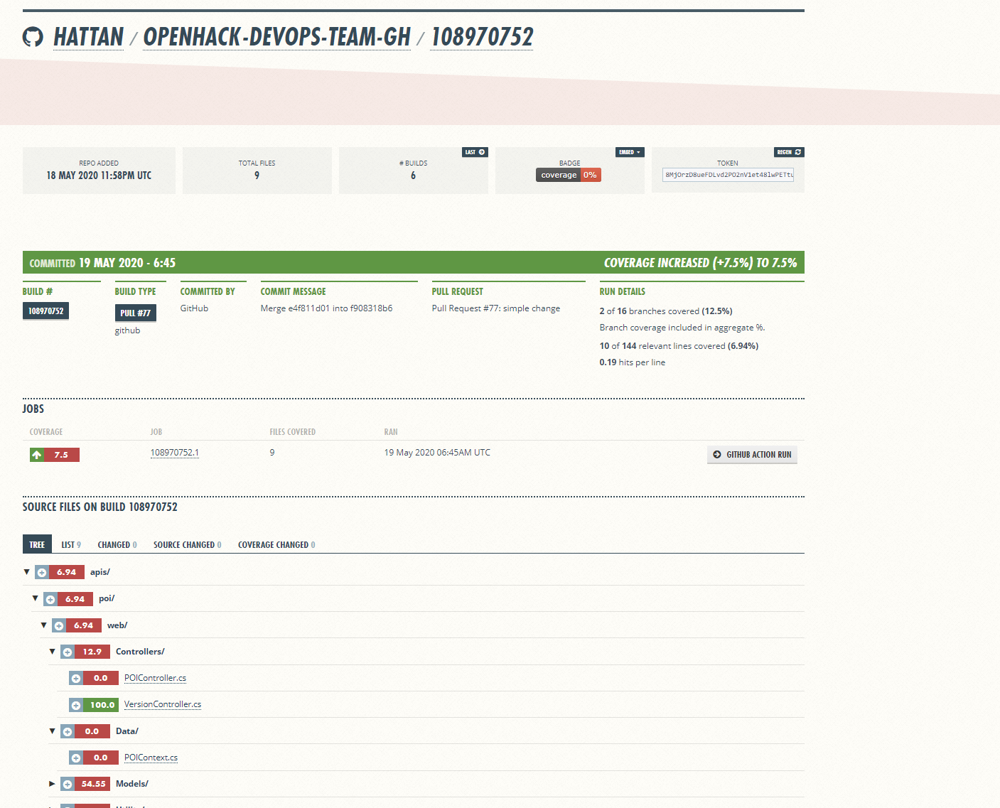 HATTAN / OPENHACK-DEVOPS-TEAM-GH / 108970752
REPO ADDED
18 MAY 2020 11:58PM UTC
TOTAL FILES
9
LAST
# BUILDS
6
EMBED
BADGE
coverage 0%
REGEN
TOKEN
8MjOrzD8ueFDLvd2PO2nV1et48lwPETtu
COMMITTED 19 MAY 2020 - 6:45
COVERAGE INCREASED (+7.5%) TO 7.5%
BUILD #
108970752
BUILD TYPE
PULL #77
github
COMMITTED BY
GitHub
COMMIT MESSAGE
Merge e4f811d01 into f908318b6
PULL REQUEST
Pull Request #77: simple change
RUN DETAILS
2 of 16 branches covered (12.5%)
Branch coverage included in aggregate %.
10 of 144 relevant lines covered (6.94%)
0.19 hits per line
JOBS
COVERAGE JOB FILES COVERED RAN
7.5 108970752.1 9 19 May 2020 06:45AM UTC GITHUB ACTION RUN
SOURCE FILES ON BUILD 108970752
TREE LIST 9 CHANGED 0 SOURCE CHANGED 0 COVERAGE CHANGED 0
6.94 apis/
6.94 poi/
6.94 web/
12.9 Controllers/
0.0 POIController.cs
100.0 VersionController.cs
0.0 Data/
0.0 POIContext.cs
54.55 Models/